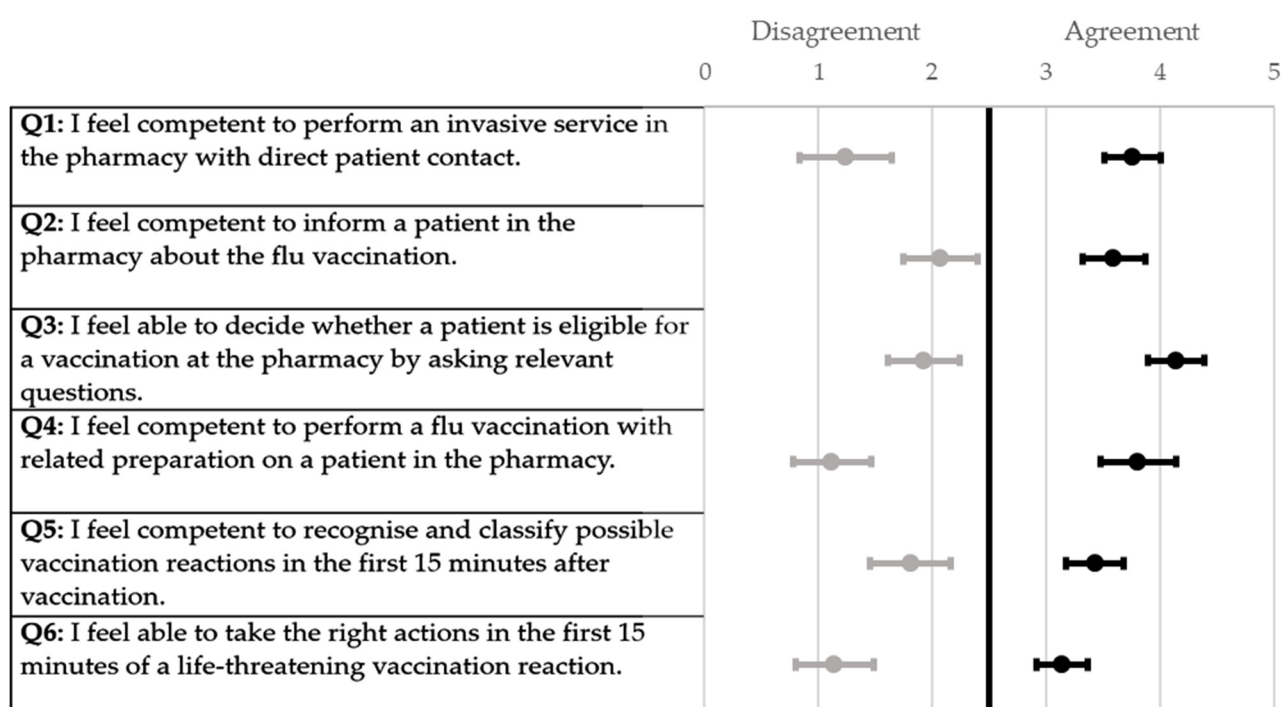 Disagreement Agreement
0 1 2 3 4 5
Q1: I feel competent to perform an invasive service in
the pharmacy with direct patient contact.
Q2: I feel competent to inform a patient in the
pharmacy about the flu vaccination.
Q3: I feel able to decide whether a patient is eligible for
a vaccination at the pharmacy by asking relevant
questions.
Q4: I feel competent to perform a flu vaccination with
related preparation on a patient in the pharmacy.
Q5: I feel competent to recognise and classify possible
vaccination reactions in the first 15 minutes after
vaccination.
Q6: I feel able to take the right actions in the first 15
minutes of a life-threatening vaccination reaction.